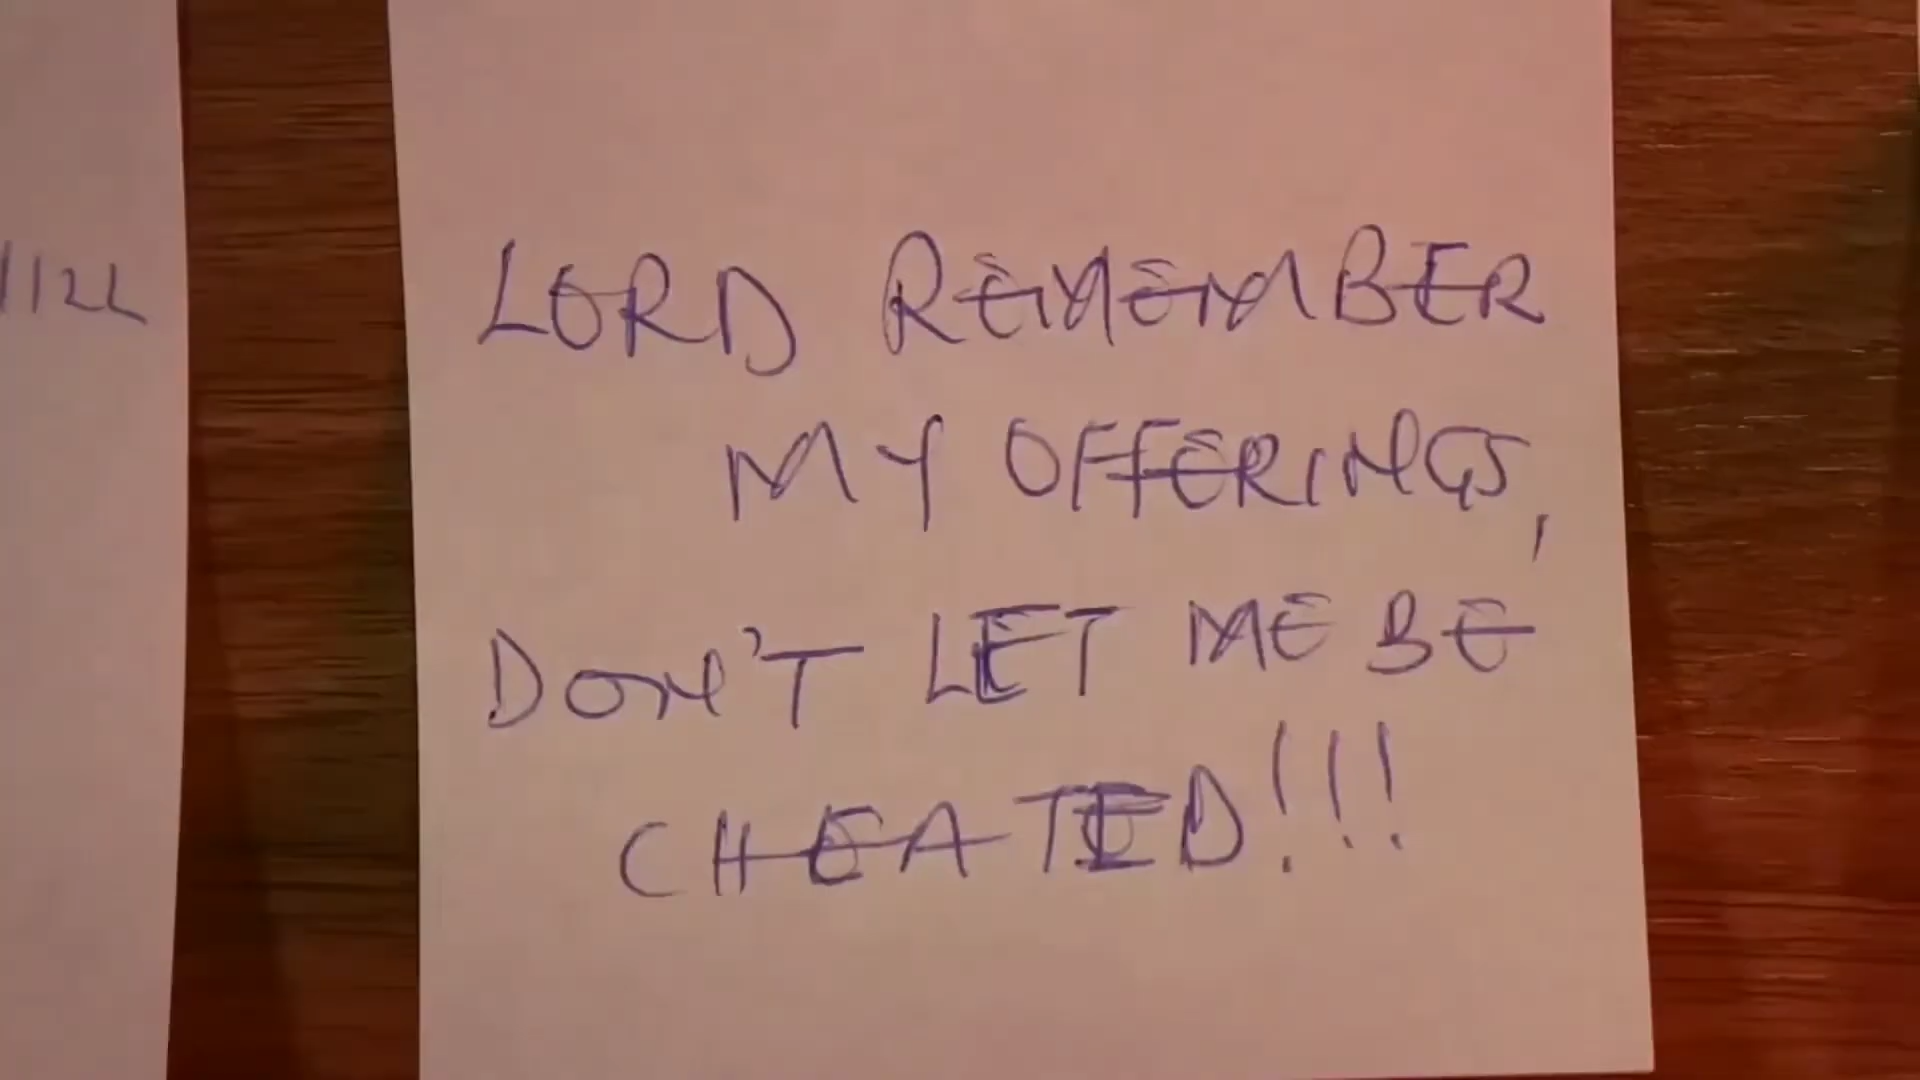 LORD REMEMBER
MY OFFERINGS,
DON'T LET ME BE
CHEATED!!!